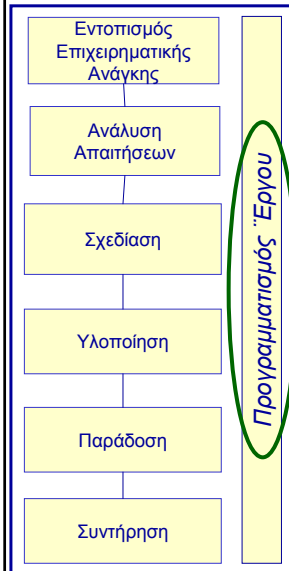 Εντοπισμός
Επιχειρηματικής
Ανάγκης
Ανάλυση
Απαιτήσεων
Σχεδίαση
Υλοποίηση
Παράδοση
Συντήρηση
Προγραμματισμός ¨Εργου